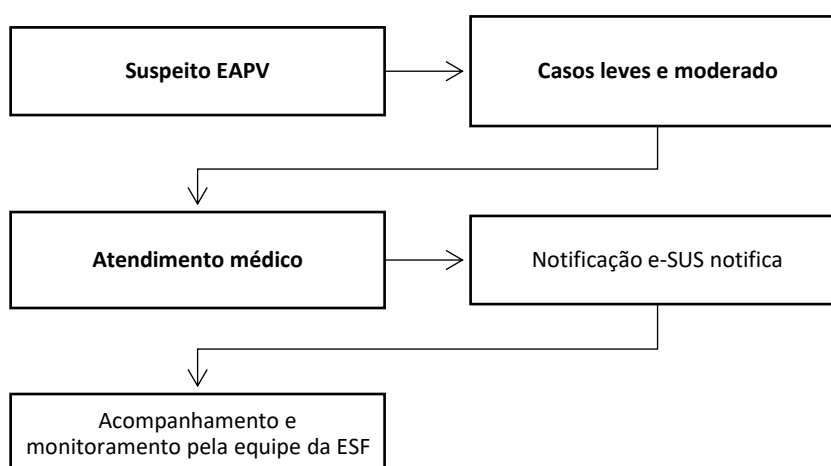 Suspeito EAPV
Casos leves e moderado
Atendimento médico
Notificação e-SUS notifica
Acompanhamento e
monitoramento pela equipe da ESF